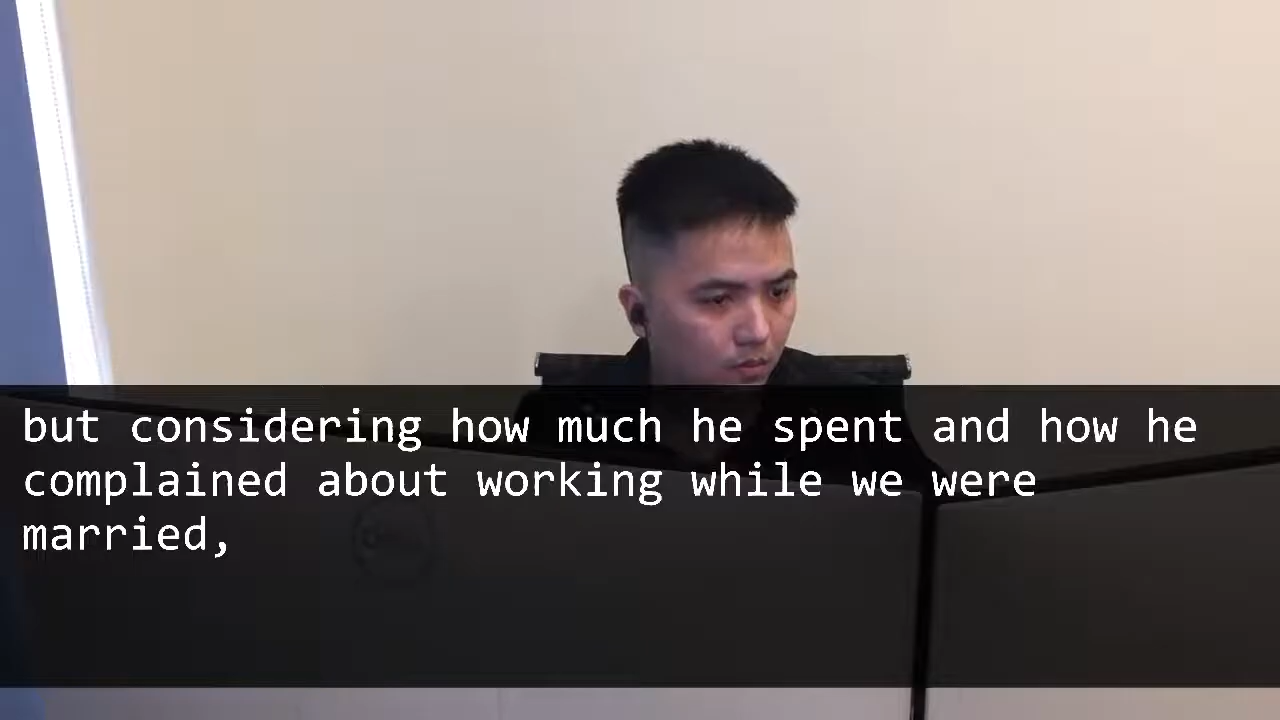 but considering how much he spent and how he
complained about working while we were
married,